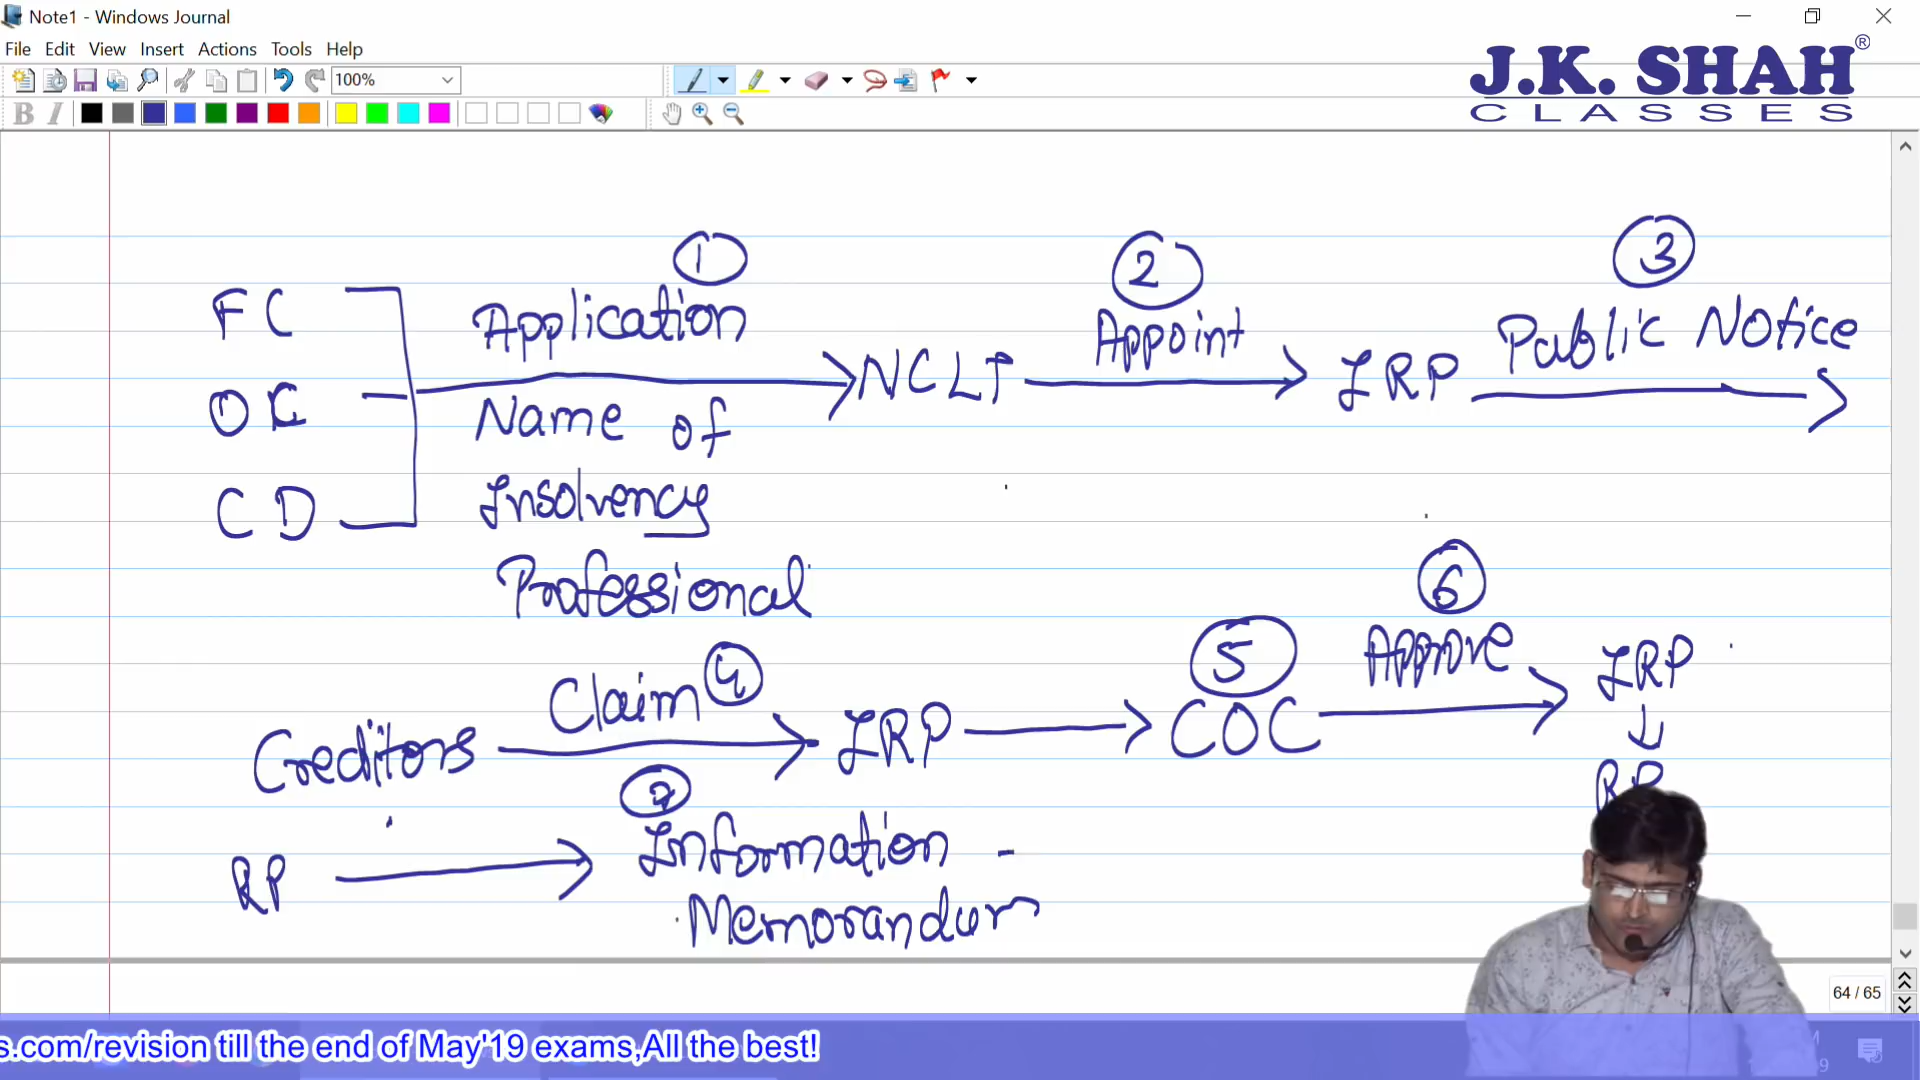 Note1 - Windows Journal
File Edit View Insert Actions Tools Help
100%
J.K. SHAH®
CLASSES
B I
① ② ③
FC Application Appoint Public Notice
NCLT IRP
OC Name of
CD Insolvency
Professional
⑥
Claim ④ ⑤ Approve IRP
Creditors IRP COC
RP
⑦
RP Information -
Memorandum
64 / 65
s.com/revision till the end of May'19 exams,All the best!